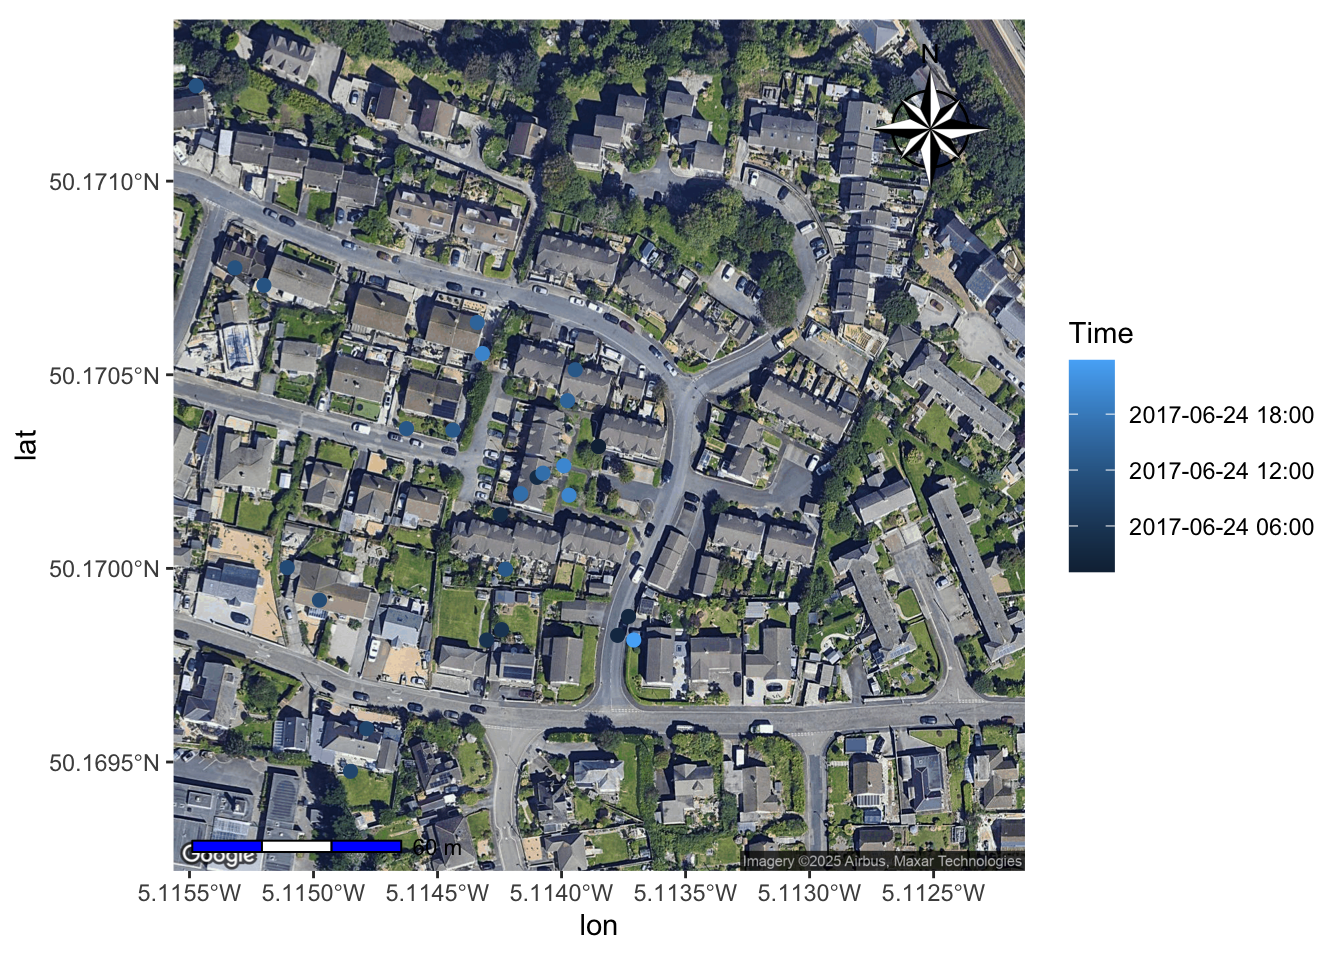 N
50.1710°N
50.1705°N
50.1700°N
50.1695°N
lat
Google
60 m
Imagery ©2025 Airbus, Maxar Technologies
5.1155°W 5.1150°W 5.1145°W 5.1140°W 5.1135°W 5.1130°W 5.1125°W
lon
Time
2017-06-24 18:00
2017-06-24 12:00
2017-06-24 06:00